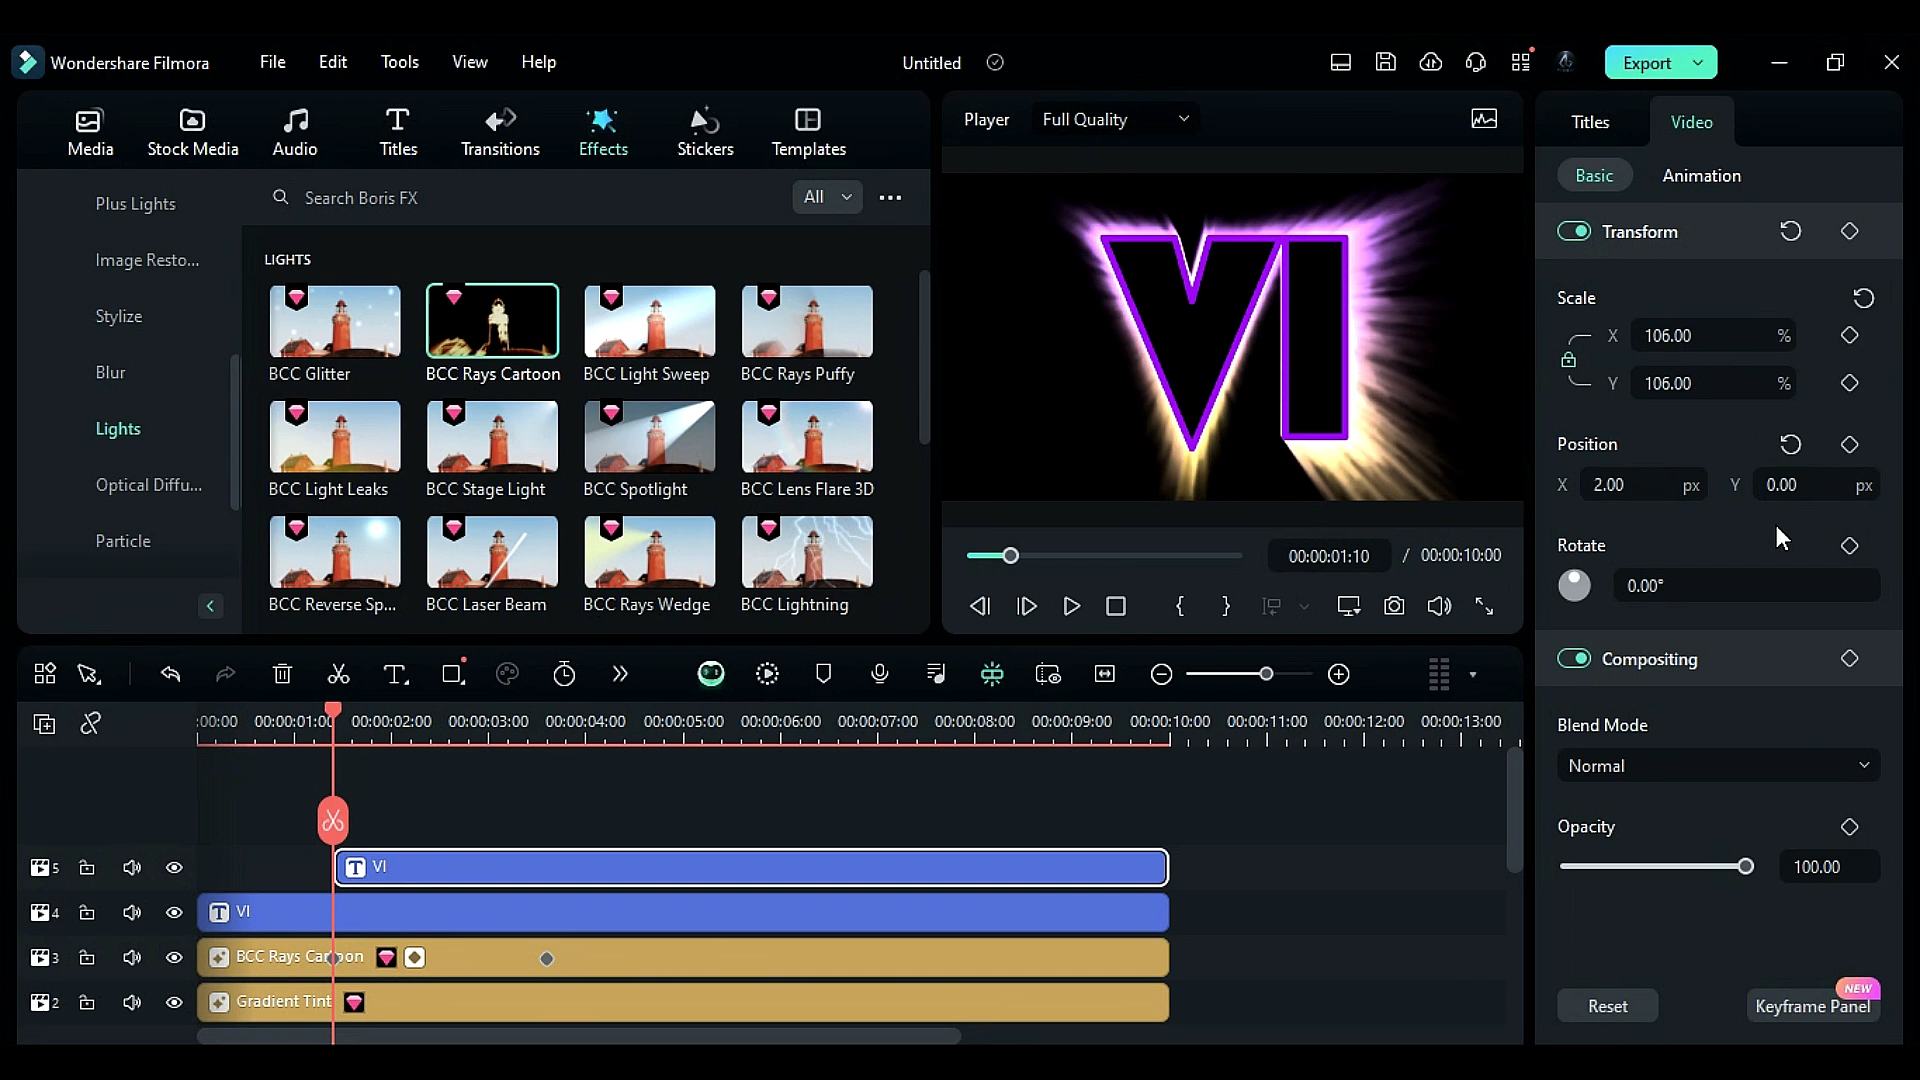 Wondershare Filmora File Edit Tools View Help Untitled Export
Media Stock Media Audio Titles Transitions Effects Stickers Templates
Player Full Quality
Titles Video
Basic Animation
Plus Lights
Image Resto...
Stylize
Blur
Lights
Optical Diffu...
Particle
Search Boris FX All
LIGHTS
BCC Glitter BCC Rays Cartoon BCC Light Sweep BCC Rays Puffy
BCC Light Leaks BCC Stage Light BCC Spotlight BCC Lens Flare 3D
BCC Reverse Sp... BCC Laser Beam BCC Rays Wedge BCC Lightning
VI
00:00:01:10 / 00:00:10:00
Transform
Scale
X 106.00 %
Y 106.00 %
Position
X 2.00 px Y 0.00 px
Rotate
0.00°
Compositing
Blend Mode
Normal
Opacity
100.00
Reset Keyframe Panel
NEW
:00:00 00:00:01:00 00:00:02:00 00:00:03:00 00:00:04:00 00:00:05:00 00:00:06:00 00:00:07:00 00:00:08:00 00:00:09:00 00:00:10:00 00:00:11:00 00:00:12:00 00:00:13:00
5 VI
4 VI
3 BCC Rays Cartoon
2 Gradient Tint